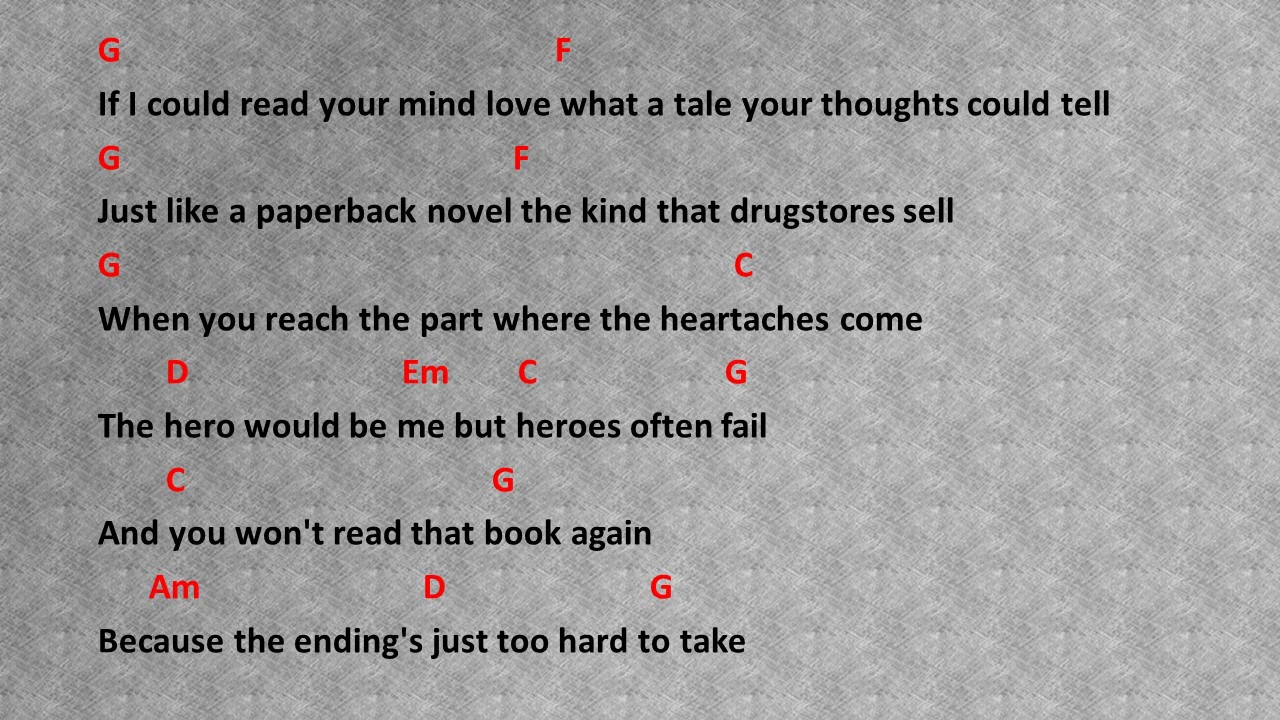 G F
If I could read your mind love what a tale your thoughts could tell
G F
Just like a paperback novel the kind that drugstores sell
G C
When you reach the part where the heartaches come
D Em C G
The hero would be me but heroes often fail
C G
And you won't read that book again
Am D G
Because the ending's just too hard to take